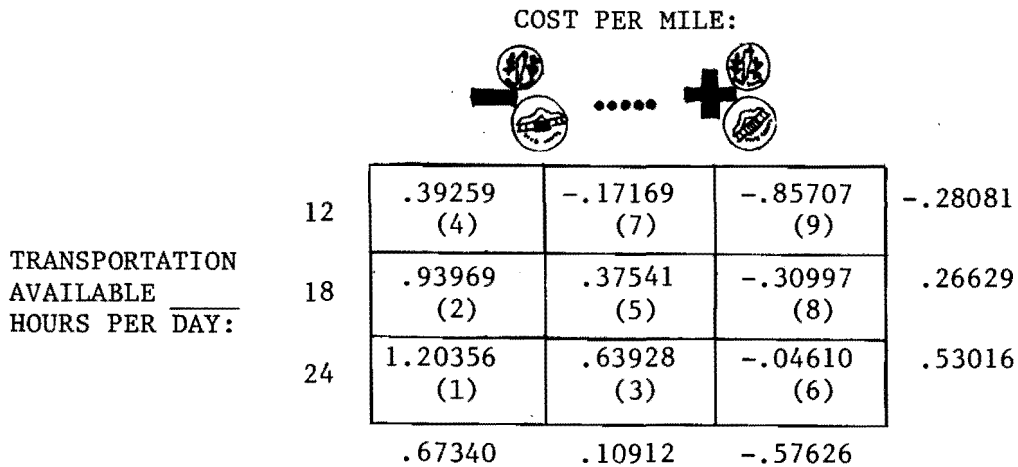 COST PER MILE:
12 .39259 -.17169 -.85707 -.28081
(4) (7) (9)
TRANSPORTATION
AVAILABLE
HOURS PER DAY:
18 .93969 .37541 -.30997 .26629
(2) (5) (8)
24 1.20356 .63928 -.04610 .53016
(1) (3) (6)
.67340 .10912 -.57626